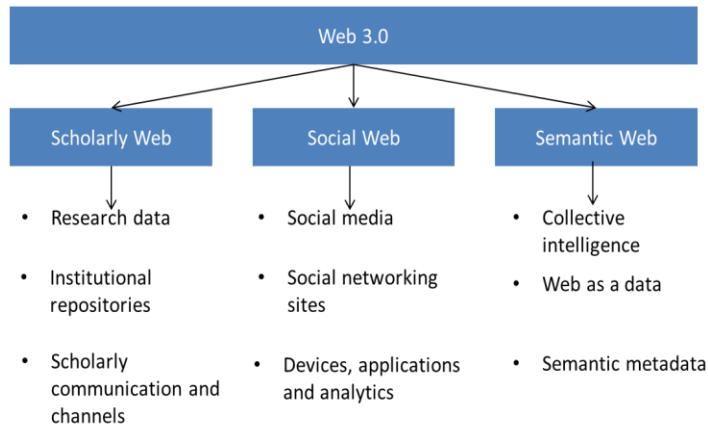 Web 3.0
Scholarly Web
Social Web
Semantic Web
• Research data
• Institutional
repositories
• Scholarly
communication and
channels
• Social media
• Social networking
sites
• Devices, applications
and analytics
• Collective
intelligence
• Web as a data
• Semantic metadata